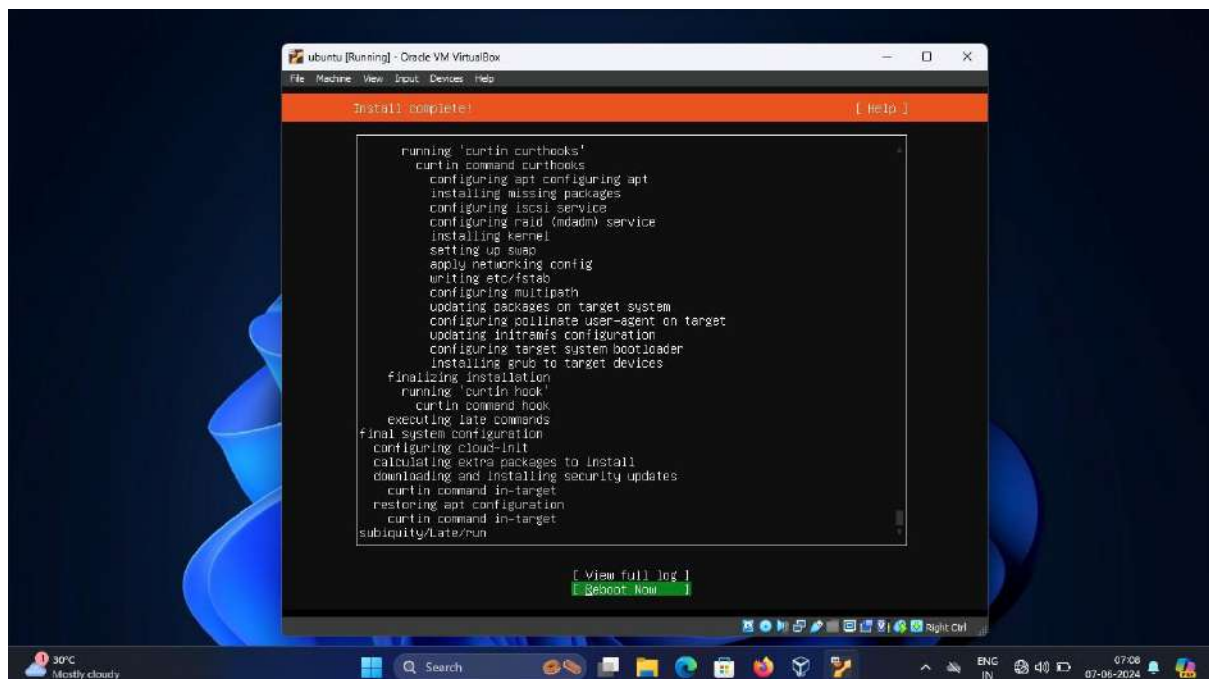 ubuntu [Running] - Oracle VM VirtualBox
File Machine View Input Devices Help
Install complete! [ Help ]
running 'curtin curthooks'
curtin command curthooks
configuring apt configuring apt
installing missing packages
configuring iscsi service
configuring raid (mdadm) service
installing kernel
setting up swap
apply networking config
writing etc/fstab
configuring multipath
updating packages on target system
configuring pollinate user-agent on target
updating initramfs configuration
configuring target system bootloader
installing grub to target devices
finalizing installation
running 'curtin hook'
curtin command hook
executing late commands
final system configuration
configuring cloud-init
calculating extra packages to install
downloading and installing security updates
curtin command in-target
restoring apt configuration
curtin command in-target
subiquity/Late/run
[ View full log ]
[ Reboot Now ]
Right Ctrl
1
30°C
Mostly cloudy
Search
ENG
IN
07:08
07-06-2024